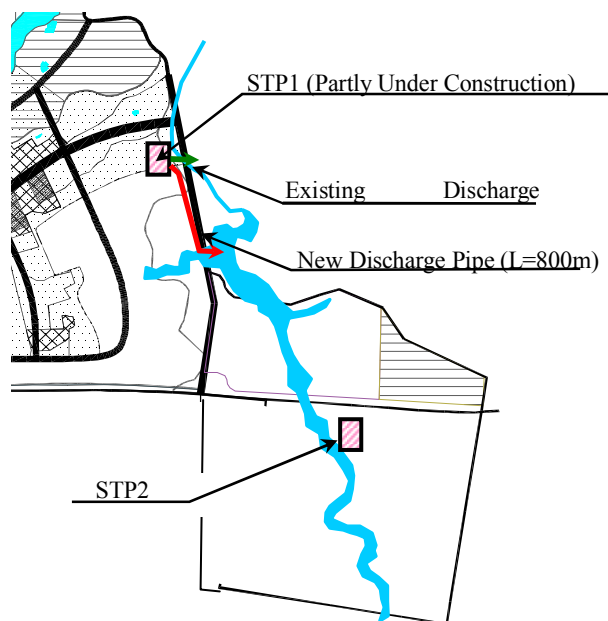 STP1 (Partly Under Construction)
Existing Discharge
New Discharge Pipe (L=800m)
STP2